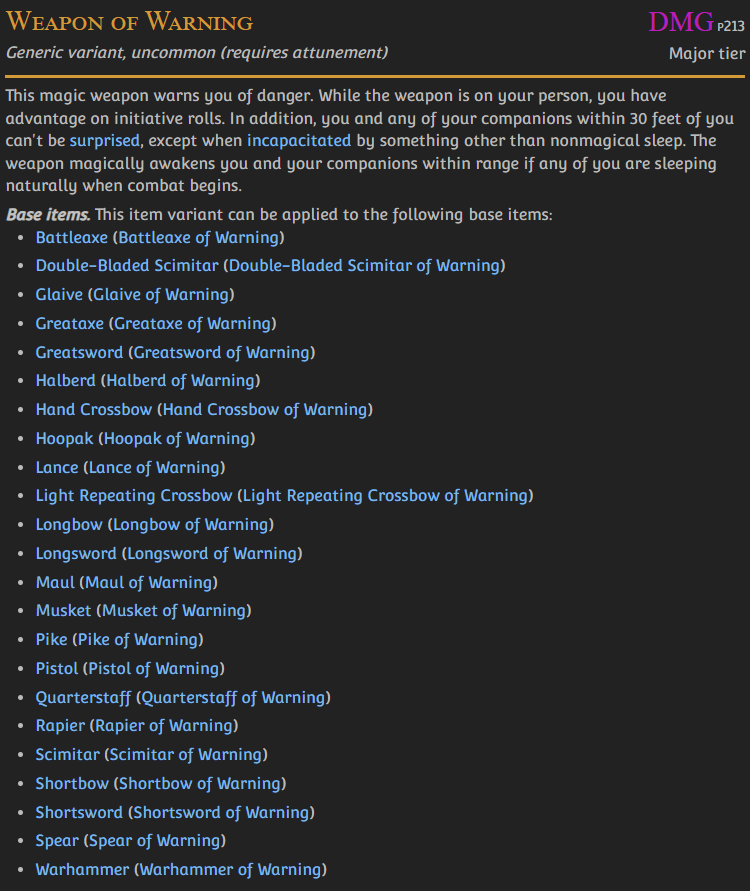 Weapon of Warning
DMG P213
Generic variant, uncommon (requires attunement)
Major tier
This magic weapon warns you of danger. While the weapon is on your person, you have
advantage on initiative rolls. In addition, you and any of your companions within 30 feet of you
can't be surprised, except when incapacitated by something other than nonmagical sleep. The
weapon magically awakens you and your companions within range if any of you are sleeping
naturally when combat begins.
Base items. This item variant can be applied to the following base items:
• Battleaxe (Battleaxe of Warning)
• Double-Bladed Scimitar (Double-Bladed Scimitar of Warning)
• Glaive (Glaive of Warning)
• Greataxe (Greataxe of Warning)
• Greatsword (Greatsword of Warning)
• Halberd (Halberd of Warning)
• Hand Crossbow (Hand Crossbow of Warning)
• Hoopak (Hoopak of Warning)
• Lance (Lance of Warning)
• Light Repeating Crossbow (Light Repeating Crossbow of Warning)
• Longbow (Longbow of Warning)
• Longsword (Longsword of Warning)
• Maul (Maul of Warning)
• Musket (Musket of Warning)
• Pike (Pike of Warning)
• Pistol (Pistol of Warning)
• Quarterstaff (Quarterstaff of Warning)
• Rapier (Rapier of Warning)
• Scimitar (Scimitar of Warning)
• Shortbow (Shortbow of Warning)
• Shortsword (Shortsword of Warning)
• Spear (Spear of Warning)
• Warhammer (Warhammer of Warning)